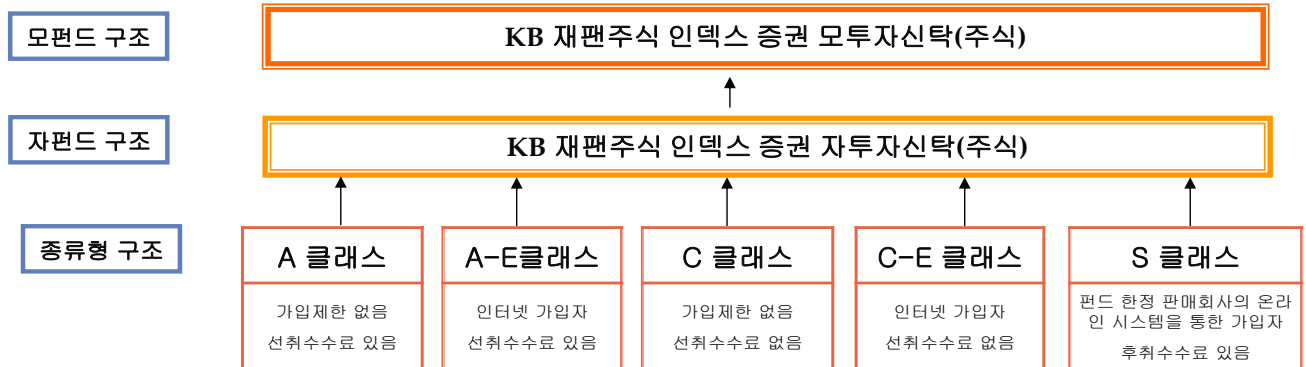 모펀드 구조
KB 재팬주식 인덱스 증권 모투자신탁(주식)
자펀드 구조
KB 재팬주식 인덱스 증권 자투자신탁(주식)
종류형 구조
A 클래스
가입제한 없음
선취수수료 있음
A-E클래스
인터넷 가입자
선취수수료 있음
C 클래스
가입제한 없음
선취수수료 없음
C-E 클래스
인터넷 가입자
선취수수료 없음
S 클래스
펀드 한정 판매회사의 온라
인 시스템을 통한 가입자
후취수수료 있음